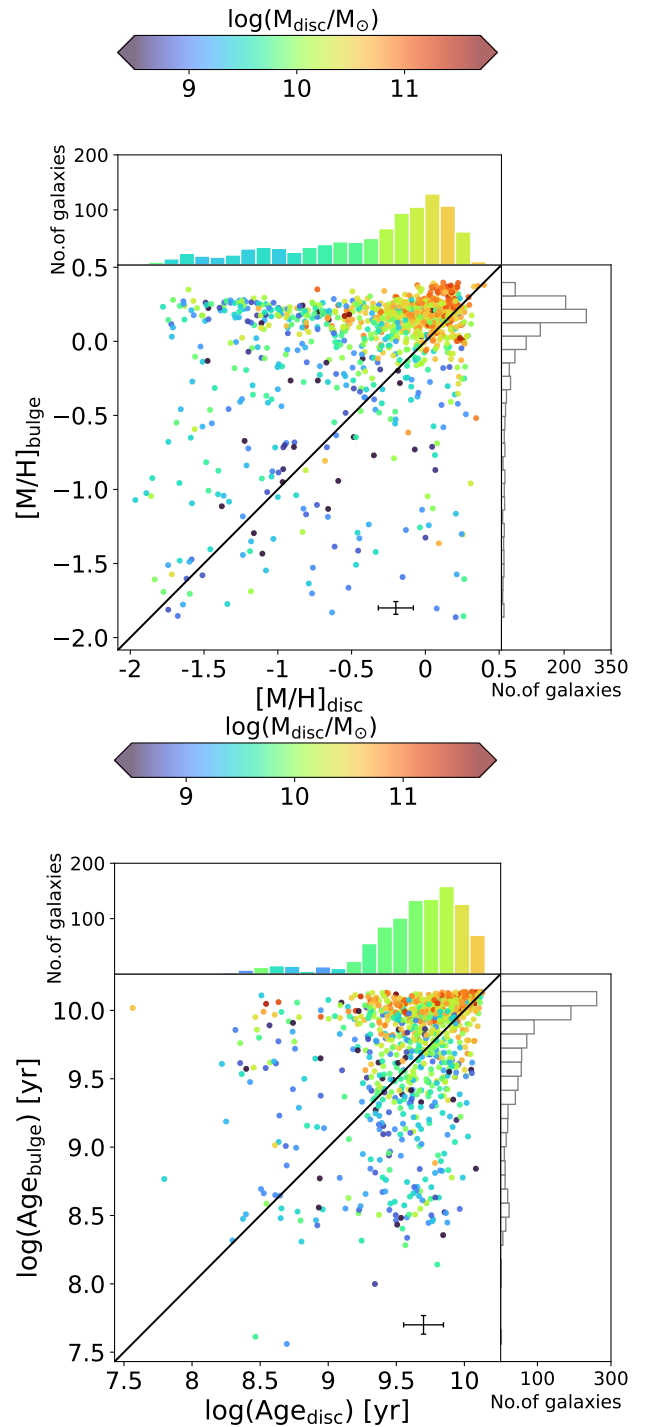 log(M_disc/M_⊙)
9 10 11
No.of galaxies
200
100
0.5
0.0
−0.5
−1.0
−1.5
−2.0
[M/H]_bulge
-2 -1.5 -1 -0.5 0 0.5
[M/H]_disc
200 350
No.of galaxies
log(M_disc/M_⊙)
9 10 11
No.of galaxies
200
100
10.0
9.5
9.0
8.5
8.0
7.5
log(Age_bulge) [yr]
7.5 8 8.5 9 9.5 10
log(Age_disc) [yr]
100 300
No.of galaxies